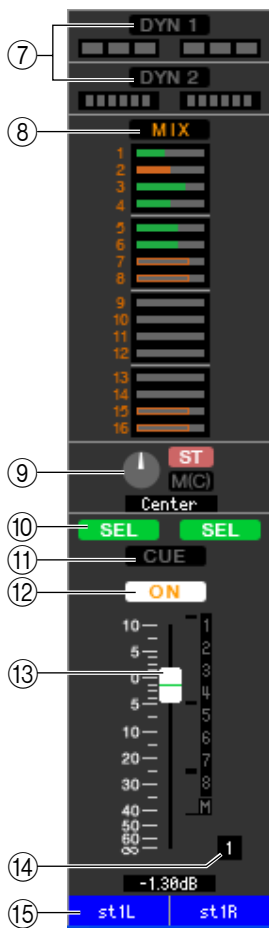 ⑦ DYN 1
DYN 2
⑧ MIX
1
2
3
4
5
6
7
8
9
10
11
12
13
14
15
16
⑨ ST
M(C)
Center
⑩ SEL SEL
⑪ CUE
⑫ ON
10 1
5 2
⑬ 0 3
4
5 5
10 6
20 7
30 8
40 M
50
60
∞
⑭ 1
-1.30dB
⑮ st1L st1R